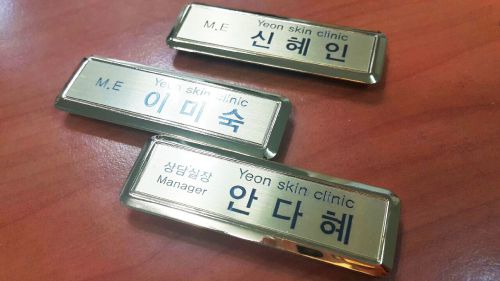 Yeon skin clinic
M.E 신혜인
Yeon skin clinic
M.E 이미숙
Yeon skin clinic
상담실장
Manager 안다혜